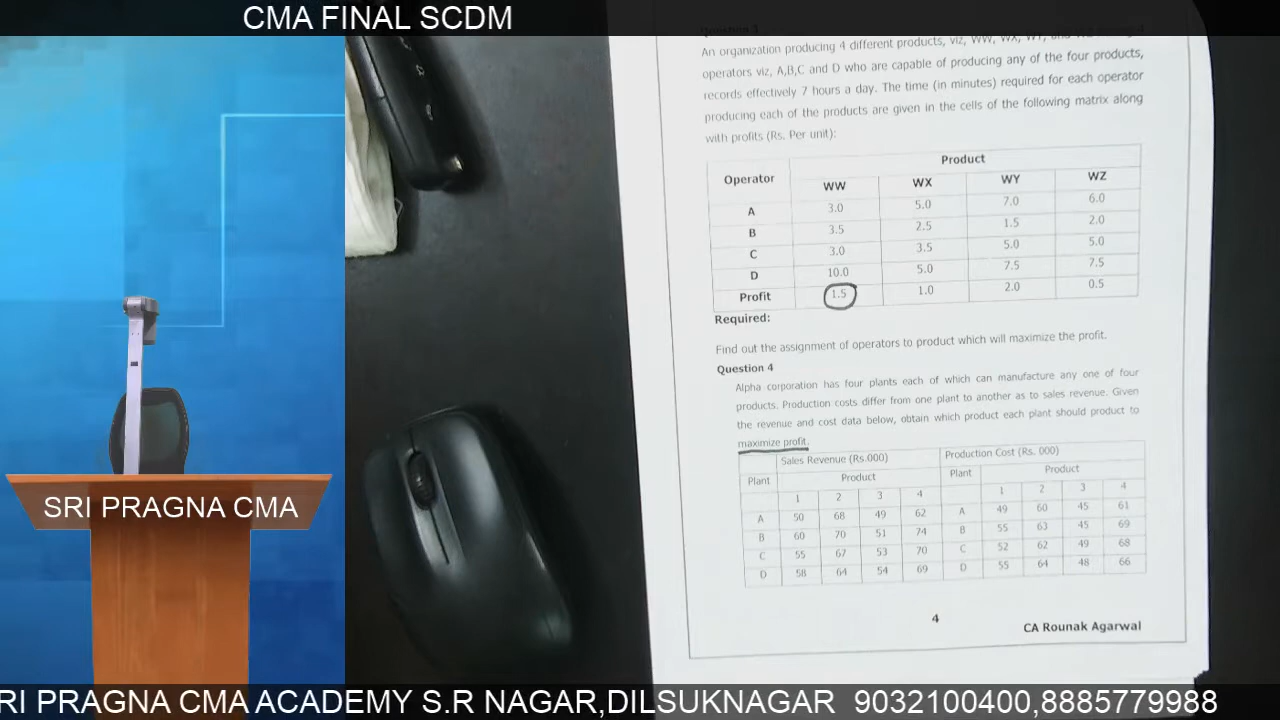 CMA FINAL SCDM
An organization producing 4 different products, viz, WW, WX, WY, and
operators viz, A,B,C and D who are capable of producing any of the four products,
records effectively 7 hours a day. The time (in minutes) required for each operator
producing each of the products are given in the cells of the following matrix along
with profits (Rs. Per unit):
Operator Product
WW WX WY WZ
A 3.0 5.0 7.0 6.0
B 3.5 2.5 1.5 2.0
C 3.0 3.5 5.0 5.0
D 10.0 5.0 7.5 7.5
Profit 1.5 1.0 2.0 0.5
Required:
Find out the assignment of operators to product which will maximize the profit.
Question 4
Alpha corporation has four plants each of which can manufacture any one of four
products. Production costs differ from one plant to another as to sales revenue. Given
the revenue and cost data below, obtain which product each plant should product to
maximize profit.
Sales Revenue (Rs.000) Production Cost (Rs. 000)
Plant Product Plant Product
1 2 3 4 1 2 3 4
A 50 68 49 62 A 49 60 45 61
B 60 70 51 74 B 55 63 45 69
C 55 67 53 70 C 52 62 49 68
D 58 64 54 69 D 55 64 48 66
4
CA Rounak Agarwal
SRI PRAGNA CMA
RI PRAGNA CMA ACADEMY S.R NAGAR,DILSUKNAGAR 9032100400,8885779988